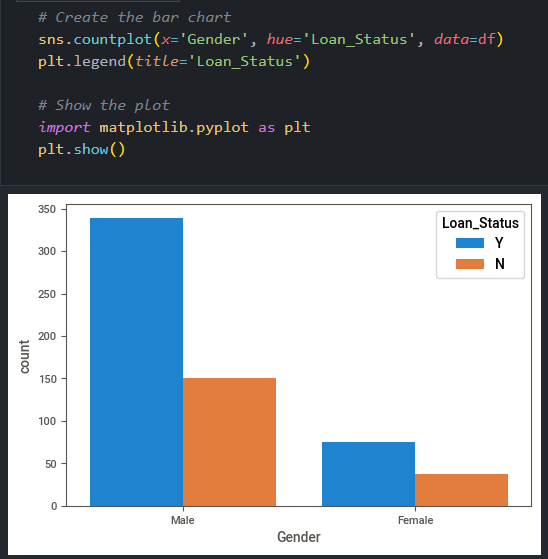 # Create the bar chart
sns.countplot(x='Gender', hue='Loan_Status', data=df)
plt.legend(title='Loan_Status')
# Show the plot
import matplotlib.pyplot as plt
plt.show()
Loan_Status
Y
N
350
300
250
200
150
100
50
0
count
Male
Female
Gender